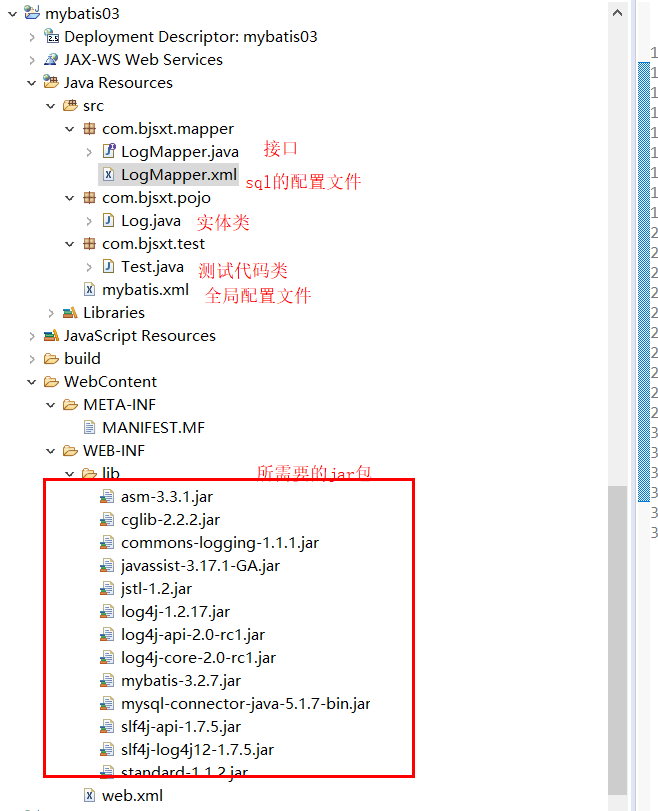 mybatis03
Deployment Descriptor: mybatis03
JAX-WS Web Services
Java Resources
src
com.bjsxt.mapper
LogMapper.java 接口
LogMapper.xml sql的配置文件
com.bjsxt.pojo
Log.java 实体类
com.bjsxt.test
Test.java 测试代码类
mybatis.xml 全局配置文件
Libraries
JavaScript Resources
build
WebContent
META-INF
MANIFEST.MF
WEB-INF
lib 所需要的jar包
asm-3.3.1.jar
cglib-2.2.2.jar
commons-logging-1.1.1.jar
javassist-3.17.1-GA.jar
jstl-1.2.jar
log4j-1.2.17.jar
log4j-api-2.0-rc1.jar
log4j-core-2.0-rc1.jar
mybatis-3.2.7.jar
mysql-connector-java-5.1.7-bin.jar
slf4j-api-1.7.5.jar
slf4j-log4j12-1.7.5.jar
standard-1.1.2.jar
web.xml